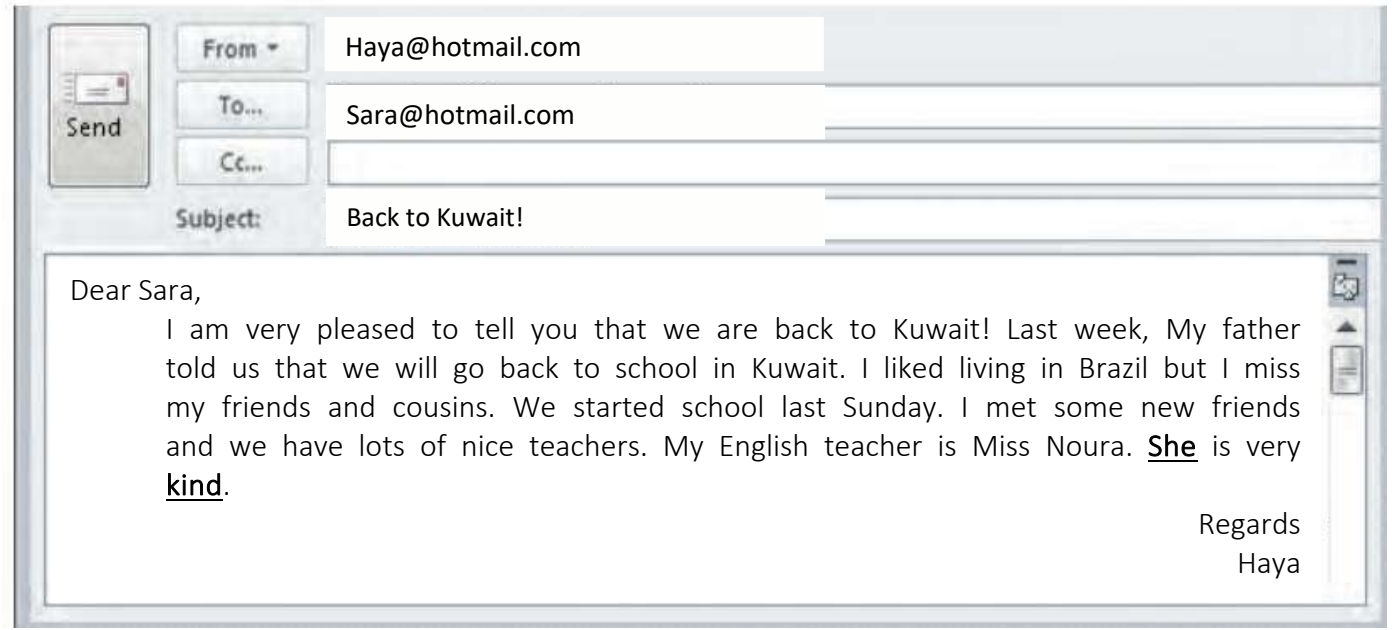 From
Haya@hotmail.com
Send
To...
Sara@hotmail.com
Cc...
Subject:
Back to Kuwait!
Dear Sara,
I am very pleased to tell you that we are back to Kuwait! Last week, My father
told us that we will go back to school in Kuwait. I liked living in Brazil but I miss
my friends and cousins. We started school last Sunday. I met some new friends
and we have lots of nice teachers. My English teacher is Miss Noura. She is very
kind.
Regards
Haya